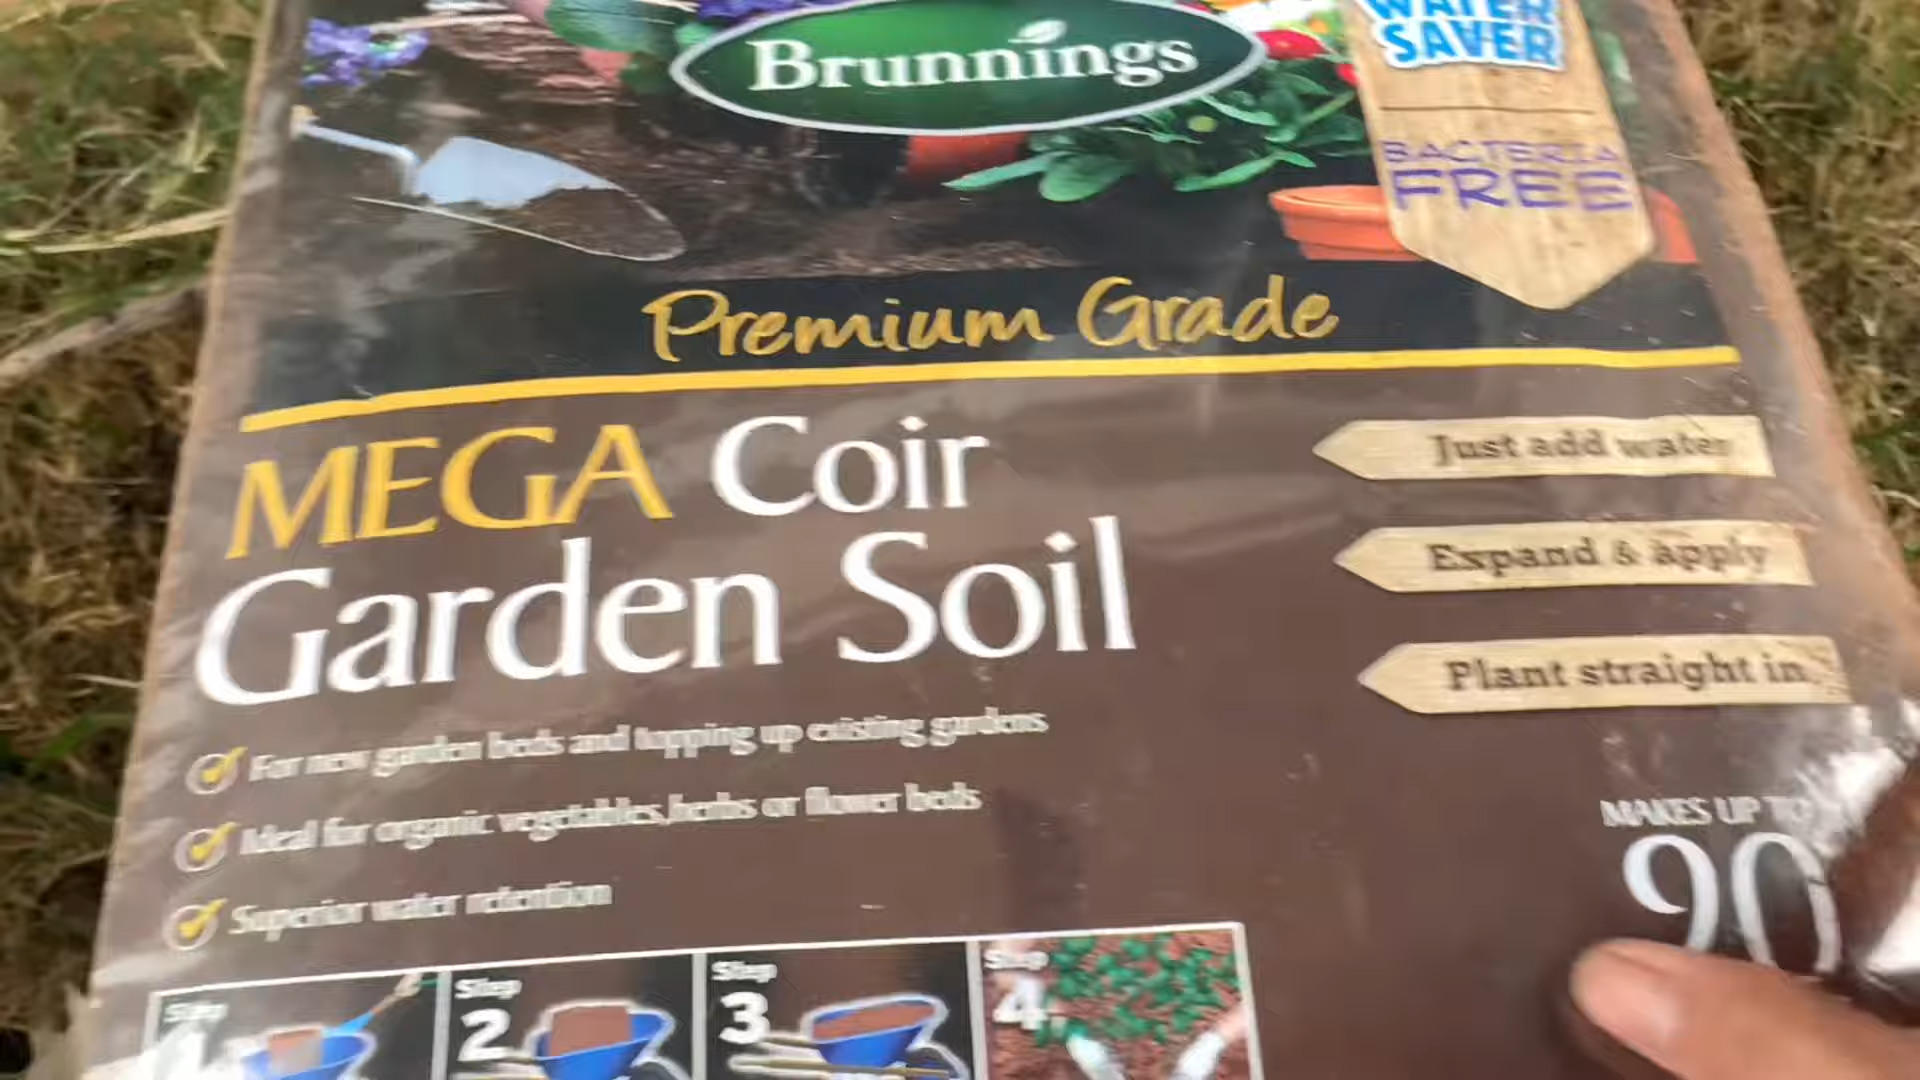 Brunnings
WATER
SAVER
BACTERIA
FREE
Premium Grade
MEGA Coir
Garden Soil
Just add water
Expand & apply
Plant straight in
For new garden beds and topping up existing gardens
Ideal for organic vegetables, herbs or flower beds
Superior water retention
MAKES UP TO
90
Step
1
Step
2
Step
3
Step
4